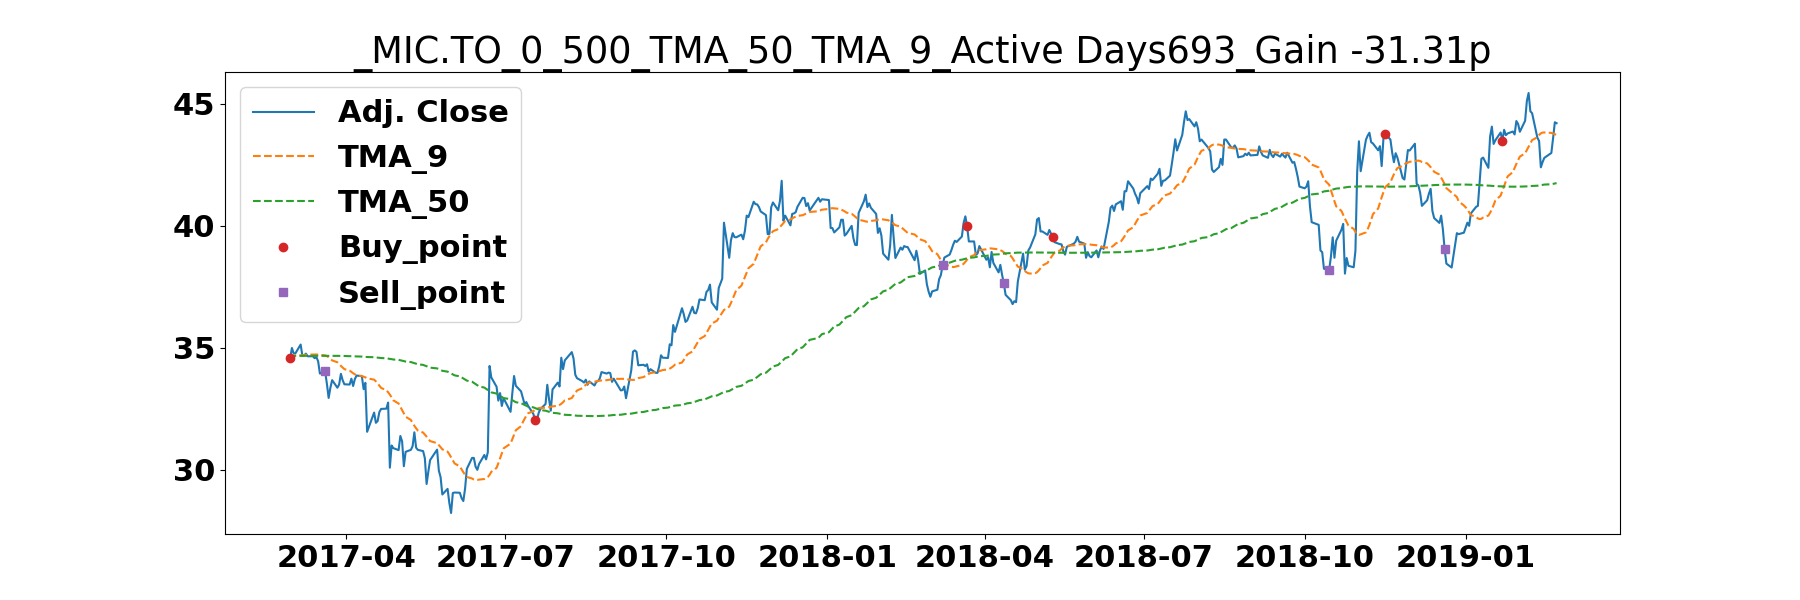 _MIC.TO_0_500_TMA_50_TMA_9_Active Days693_Gain -31.31p
45
40
35
30
Adj. Close
TMA_9
TMA_50
Buy_point
Sell_point
2017-04 2017-07 2017-10 2018-01 2018-04 2018-07 2018-10 2019-01